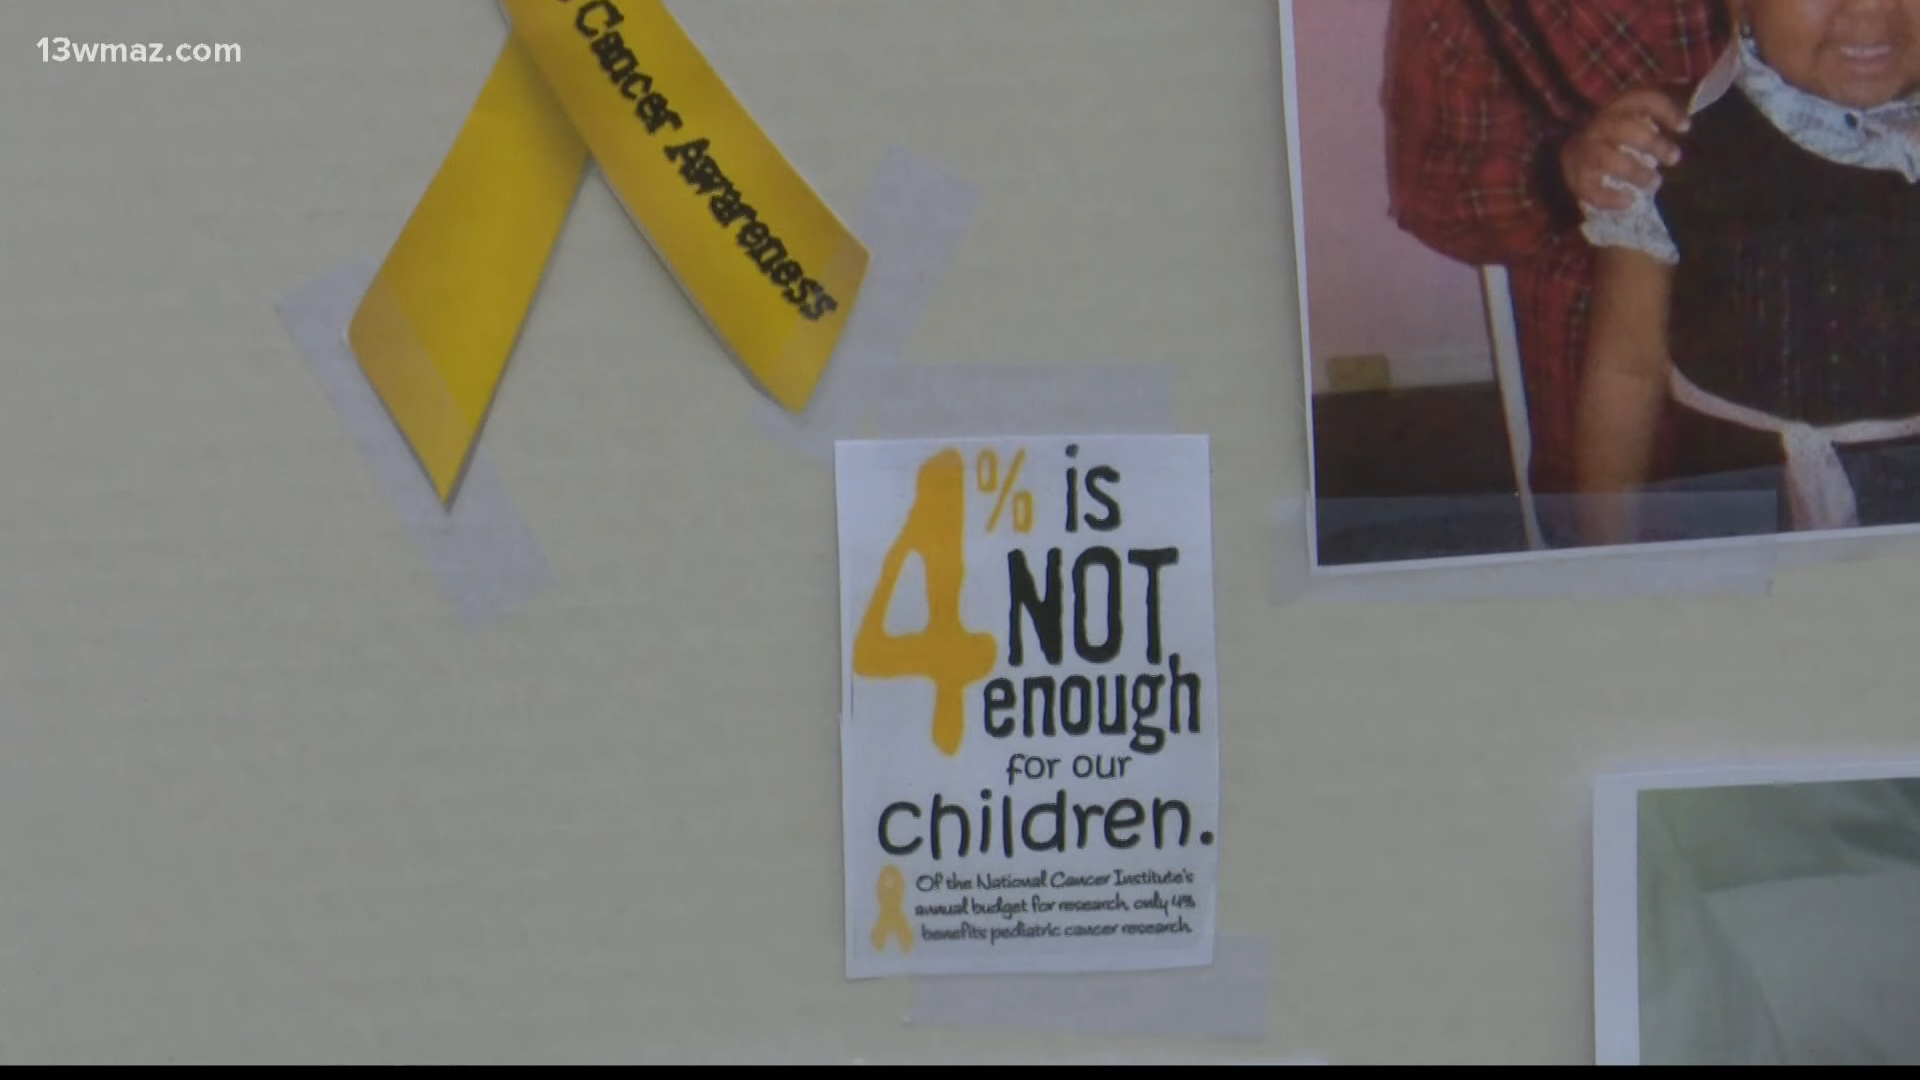 13wmaz.com
Cancer Awareness
4% is
NOT
enough
for our
children.
Of the National Cancer Institute's
annual budget for research, only 4%
benefits pediatric cancer research.